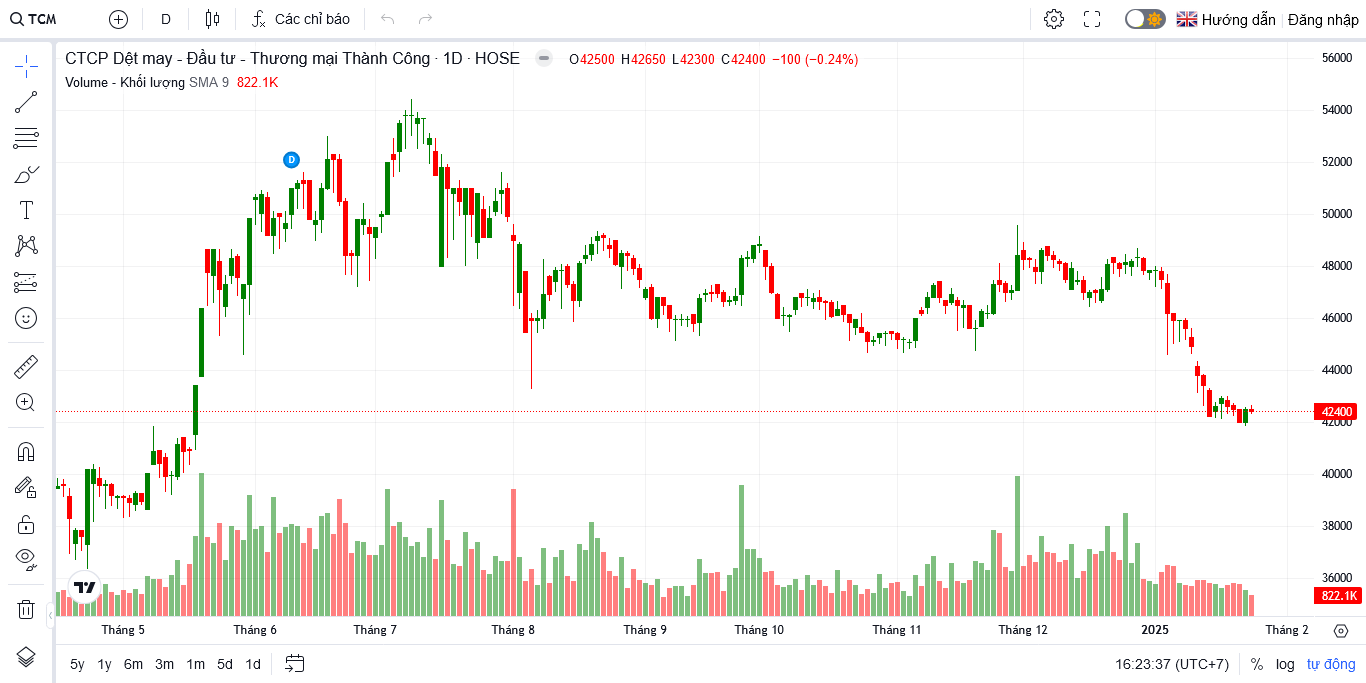 TCM D Các chỉ báo Hướng dẫn Đăng nhập
CTCP Dệt may - Đầu tư - Thương mại Thành Công · 1D · HOSE O42500 H42650 L42300 C42400 −100 (−0.24%)
Volume - Khối lượng SMA 9 822.1K
D
56000
54000
52000
50000
48000
46000
44000
42400
42000
40000
38000
36000
822.1K
Tháng 5 Tháng 6 Tháng 7 Tháng 8 Tháng 9 Tháng 10 Tháng 11 Tháng 12 2025 Tháng 2
5y 1y 6m 3m 1m 5d 1d 16:23:37 (UTC+7) % log tự động